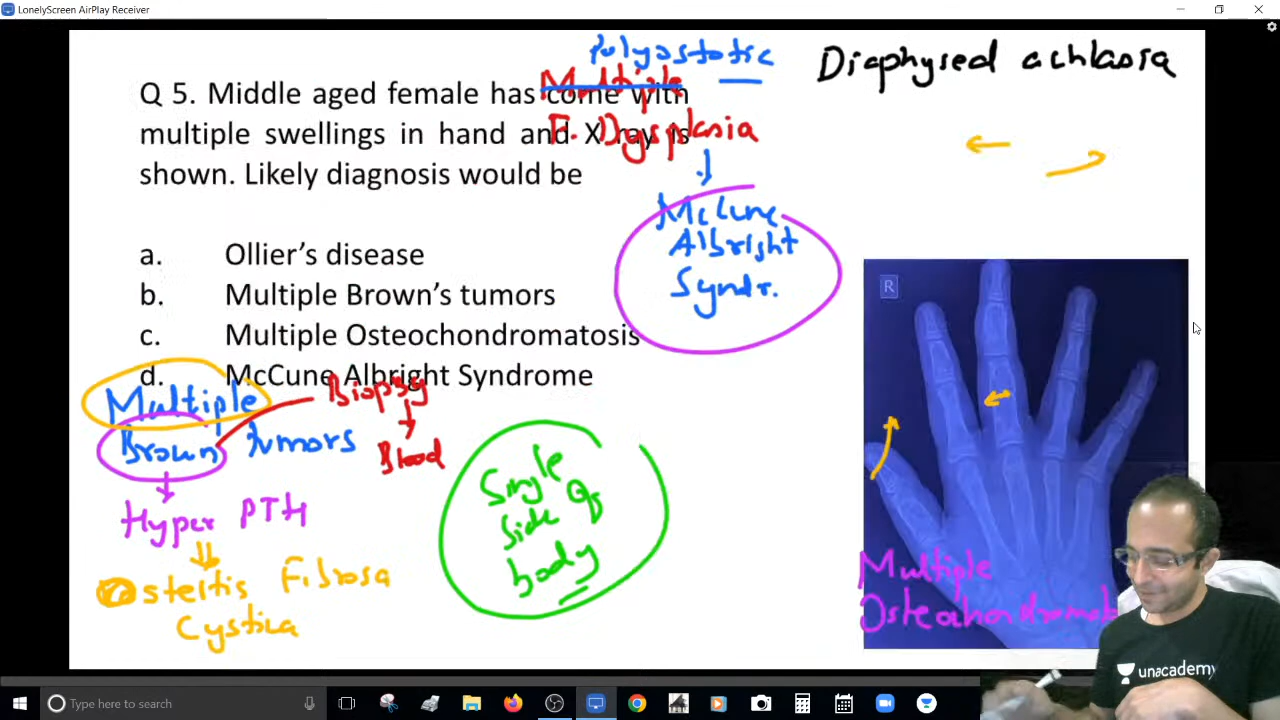 LonelyScreen AirPlay Receiver
Polyostotic
Diaphysed achlasia
Multiple
Q 5. Middle aged female has come with
multiple swellings in hand and X ray is
F. Dysplasia
shown. Likely diagnosis would be
McCune
Albright
Syndr.
a. Ollier’s disease
b. Multiple Brown’s tumors
c. Multiple Osteochondromatosis
d. McCune Albright Syndrome
R
Multiple
Brown tumors
Biopsy
Blood
Hyper PTH
Osteitis Fibrosa
Cystica
Single
side of
body
Multiple
Osteochondromat
unacademy
Type here to search